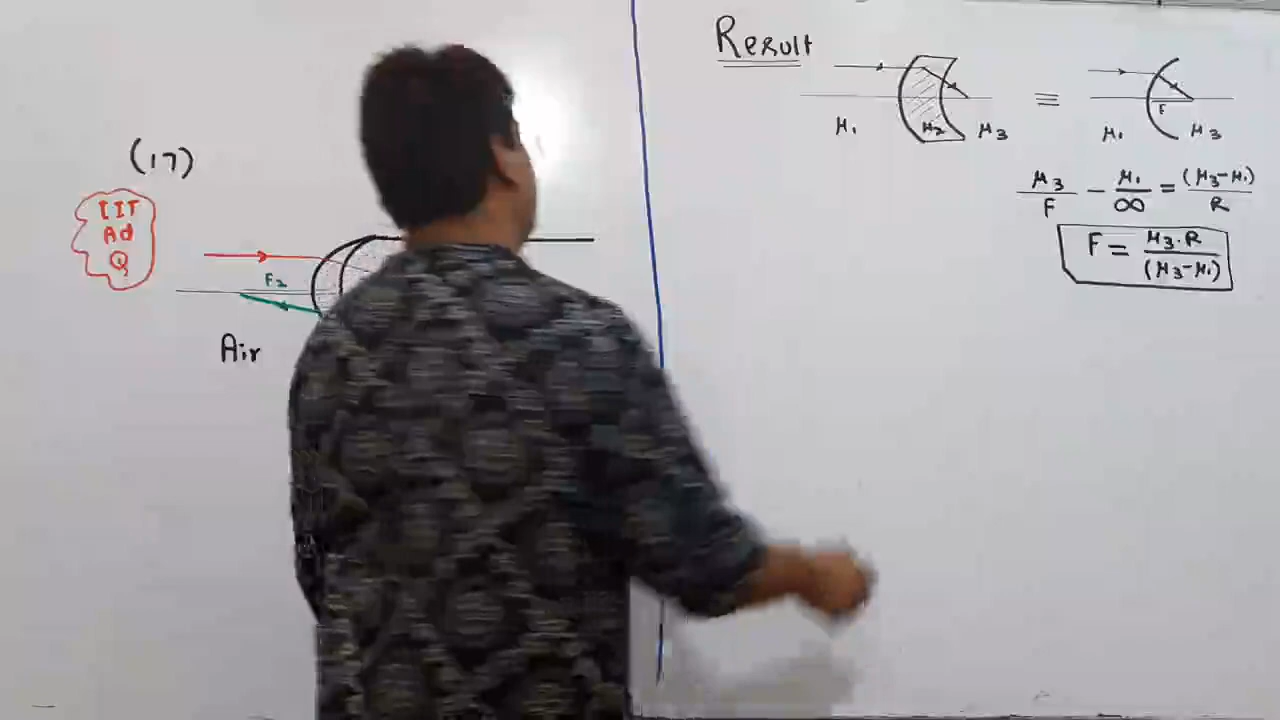 (17)
IIT
Ad
Q
F2
Air
Result
μ1 μ2 μ3 ≡ F μ1 μ3
μ3/F - μ1/∞ = (μ3-μ1)/R
F = μ3.R/(μ3-μ1)